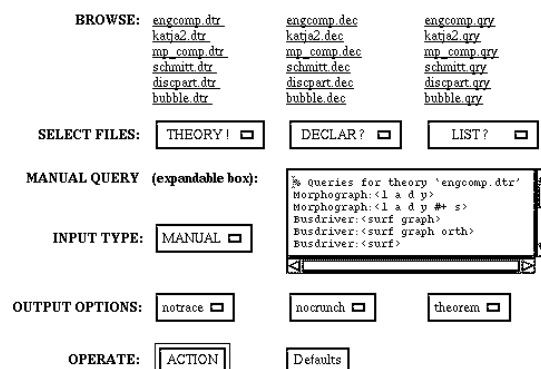 BROWSE: engcomp.dtr engcomp.dec engcomp.qry
katja2.dtr katja2.dec katja2.qry
mp_comp.dtr mp_comp.dec mp_comp.qry
schmitt.dtr schmitt.dec schmitt.qry
discpart.dtr discpart.dec discpart.qry
bubble.dtr bubble.dec bubble.qry
SELECT FILES: THEORY! DECLAR? LIST?
MANUAL QUERY (expandable box):
% Queries for theory `engcomp.dtr'
Morphograph:<l a d y>
Morphograph:<l a d y #+ s>
Busdriver:<surf graph>
Busdriver:<surf graph orth>
Busdriver:<surf>
INPUT TYPE: MANUAL
OUTPUT OPTIONS: notrace nocrunch theorem
OPERATE: ACTION Defaults